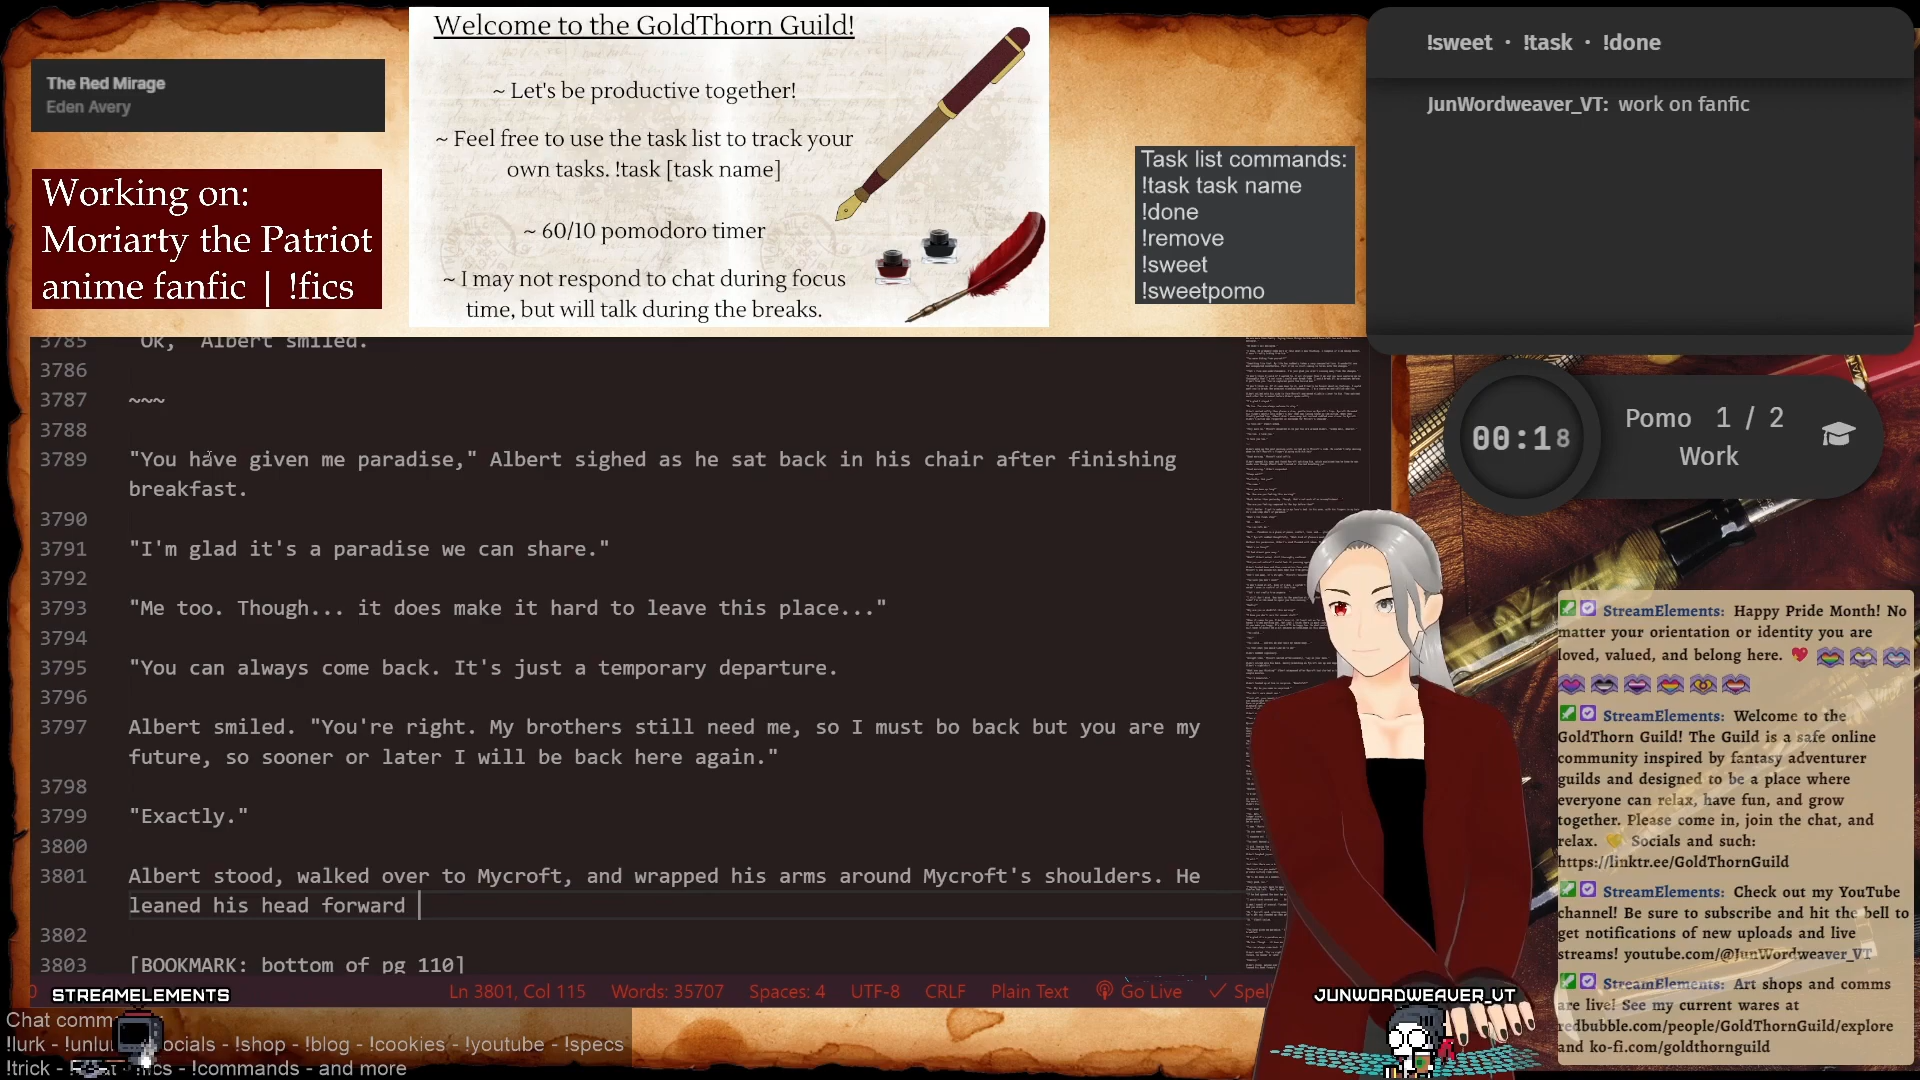 The Red Mirage
Eden Avery
Working on:
Moriarty the Patriot
anime fanfic | !fics
Welcome to the GoldThorn Guild!
~ Let's be productive together!
~ Feel free to use the task list to track your
own tasks. !task [task name]
~ 60/10 pomodoro timer
~ I may not respond to chat during focus
time, but will talk during the breaks.
Task list commands:
!task task name
!done
!remove
!sweet
!sweetpomo
!sweet · !task · !done
JunWordweaver_VT: work on fanfic
00:18
Pomo 1 / 2
Work
3785 "Ok," Albert smiled.
3786
3787 ~~~
3788
3789 "You have given me paradise," Albert sighed as he sat back in his chair after finishing
breakfast.
3790
3791 "I'm glad it's a paradise we can share."
3792
3793 "Me too. Though... it does make it hard to leave this place..."
3794
3795 "You can always come back. It's just a temporary departure.
3796
3797 Albert smiled. "You're right. My brothers still need me, so I must bo back but you are my
future, so sooner or later I will be back here again."
3798
3799 "Exactly."
3800
3801 Albert stood, walked over to Mycroft, and wrapped his arms around Mycroft's shoulders. He
leaned his head forward
3802
3803 [BOOKMARK: bottom of pg 110]
Ln 3801, Col 115 Words: 35707 Spaces: 4 UTF-8 CRLF Plain Text Go Live
STREAMELEMENTS
Chat
!lurk - - !shop - !blog - !cookies - !youtube - !specs
!trick - - !commands - and more
JUNWORDWEAVER_VT
StreamElements: Happy Pride Month! No
matter your orientation or identity you are
loved, valued, and belong here.
StreamElements: Welcome to the
GoldThorn Guild! The Guild is a safe online
community inspired by fantasy adventurer
guilds and designed to be a place where
everyone can relax, have fun, and grow
together. Please come in, join the chat, and
relax. Socials and such:
https://linktr.ee/GoldThornGuild
StreamElements: Check out my YouTube
channel! Be sure to subscribe and hit the bell to
get notifications of new uploads and live
streams! youtube.com/@JunWordweaver_VT
StreamElements: Art shops and comms
are live! See my current wares at
redbubble.com/people/GoldThornGuild/explore
and ko-fi.com/goldthornguild